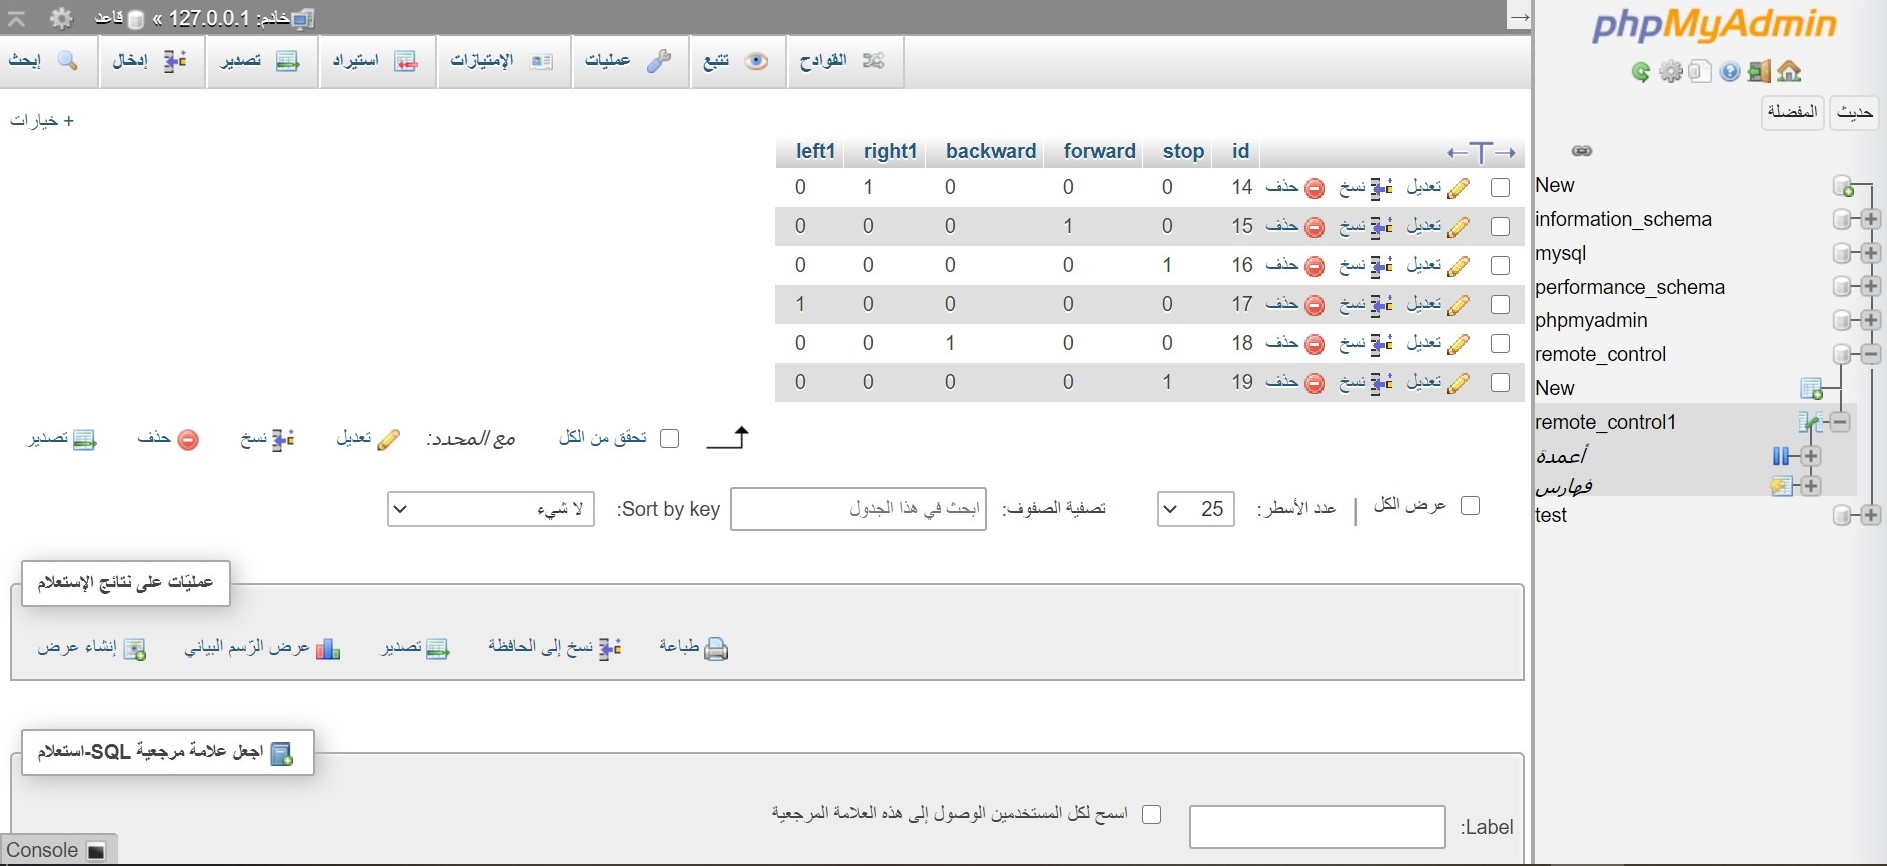 phpMyAdmin
حديث المفضلة
New
information_schema
mysql
performance_schema
phpmyadmin
remote_control
New
remote_control1
أعمدة
فهارس
test
خادم: 127.0.0.1 » قاعد
القوادح تتبع عمليات الإمتيازات استيراد تصدير إدخال إبحث
+ خيارات
id stop forward backward right1 left1
تعديل نسخ حذف 14 0 0 0 1 0
تعديل نسخ حذف 15 0 1 0 0 0
تعديل نسخ حذف 16 1 0 0 0 0
تعديل نسخ حذف 17 0 0 0 0 1
تعديل نسخ حذف 18 0 0 1 0 0
تعديل نسخ حذف 19 1 0 0 0 0
تحقق من الكل مع المحدد: تعديل نسخ حذف تصدير
عرض الكل | عدد الأسطر: 25 تصفية الصفوف: ابحث في هذا الجدول Sort by key: لا شيء
عمليّات على نتائج الإستعلام
طباعة نسخ إلى الحافظة تصدير عرض الرّسم البياني إنشاء عرض
اجعل علامة مرجعية SQL-استعلام
Label: اسمح لكل المستخدمين الوصول إلى هذه العلامة المرجعية
Console